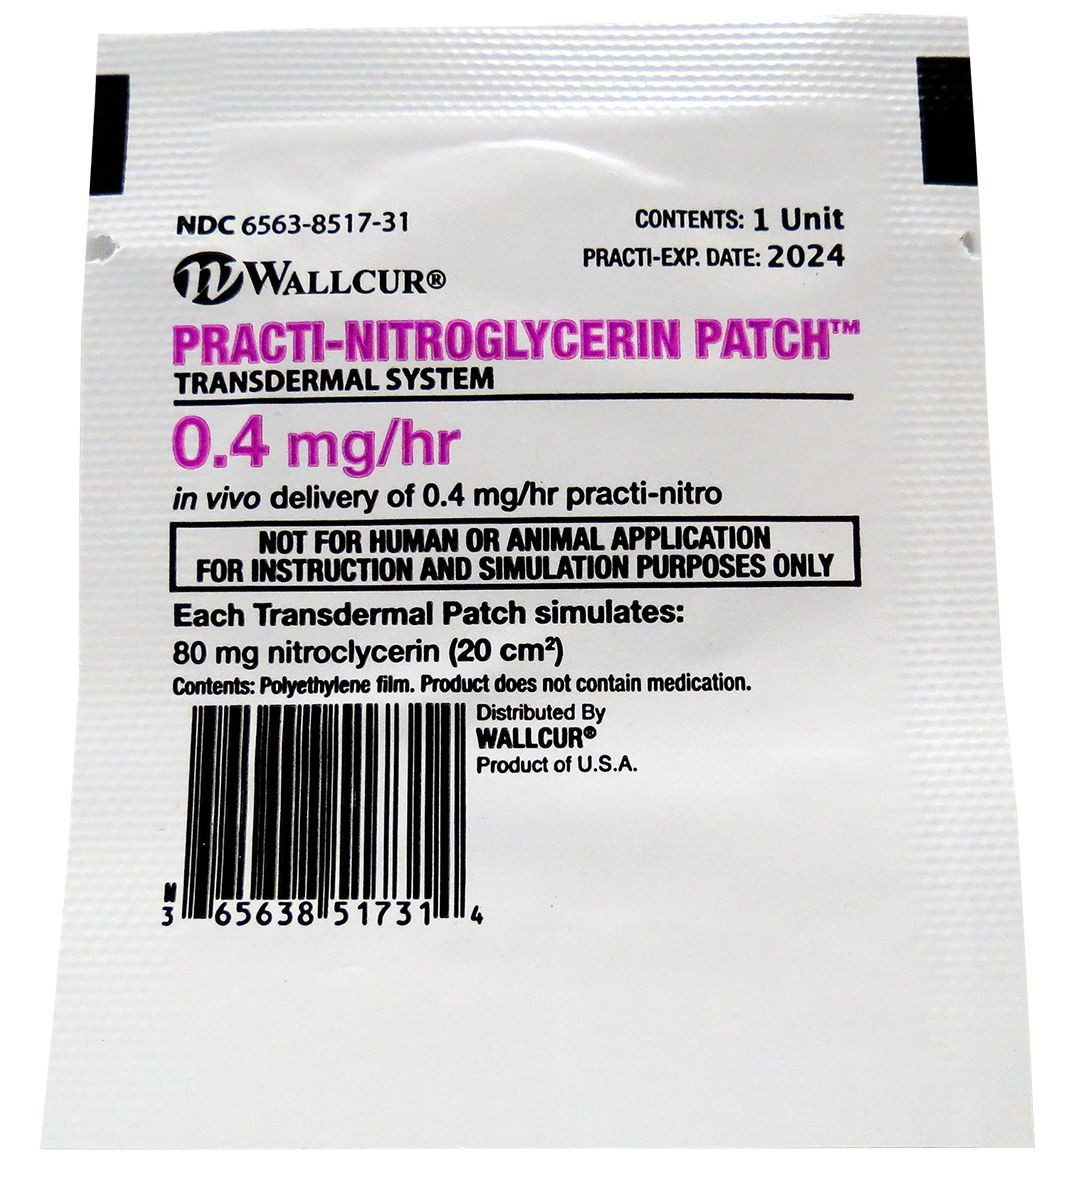 NDC 6563-8517-31
CONTENTS: 1 Unit
PRACTI-EXP. DATE: 2024
W WALLCUR®
PRACTI-NITROGLYCERIN PATCH™
TRANSDERMAL SYSTEM
0.4 mg/hr
in vivo delivery of 0.4 mg/hr practi-nitro
NOT FOR HUMAN OR ANIMAL APPLICATION
FOR INSTRUCTION AND SIMULATION PURPOSES ONLY
Each Transdermal Patch simulates:
80 mg nitroclycerin (20 cm²)
Contents: Polyethylene film. Product does not contain medication.
Distributed By
WALLCUR®
Product of U.S.A.
N
3 65638 51731 4